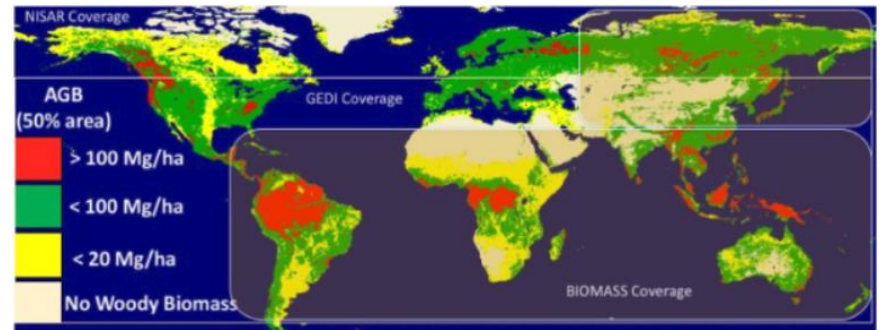 NISAR Coverage
GEDI Coverage
AGB
(50% area)
> 100 Mg/ha
< 100 Mg/ha
< 20 Mg/ha
No Woody Biomass
BIOMASS Coverage